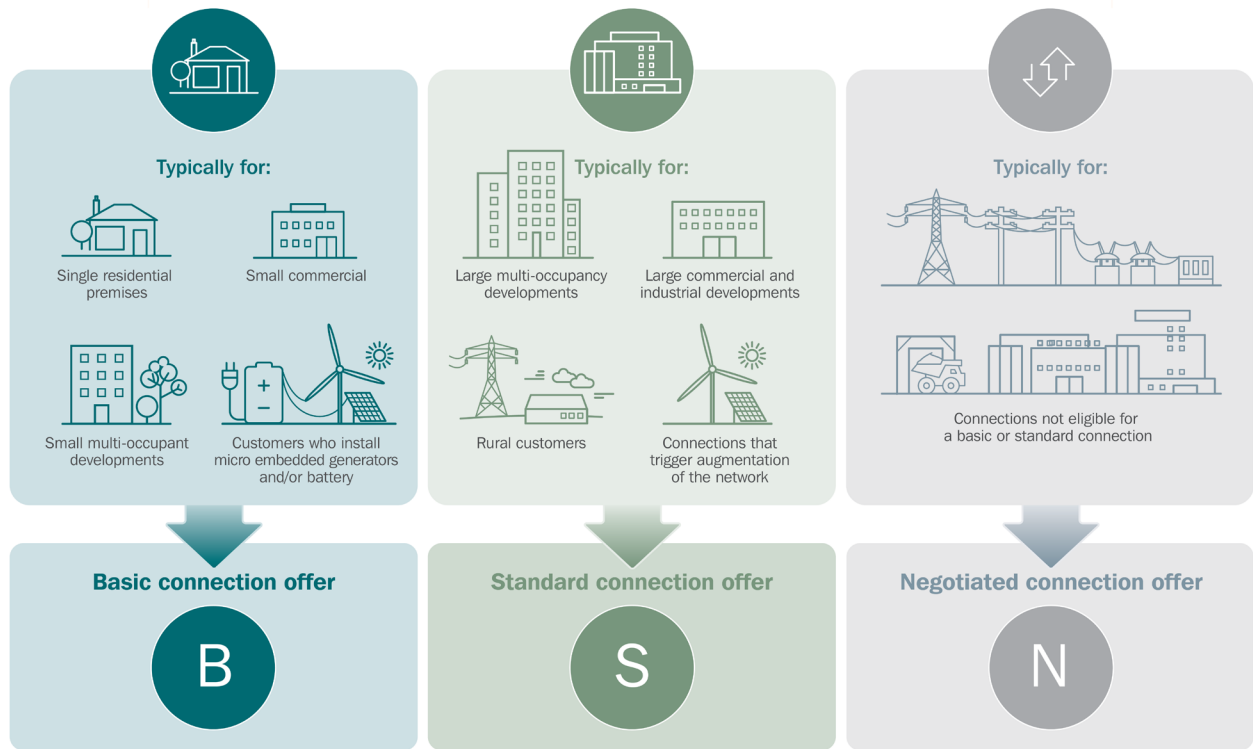 Typically for:
Single residential
premises
Small commercial
Small multi-occupant
developments
Customers who install
micro embedded generators
and/or battery
Basic connection offer
B
Typically for:
Large multi-occupancy
developments
Large commercial and
industrial developments
Rural customers
Connections that
trigger augmentation
of the network
Standard connection offer
S
Typically for:
Connections not eligible for
a basic or standard connection
Negotiated connection offer
N